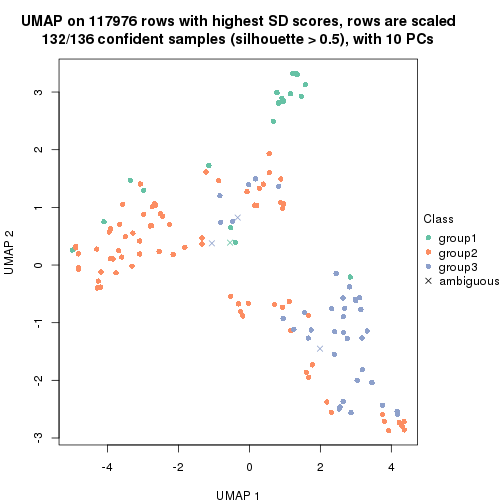 UMAP on 117976 rows with highest SD scores, rows are scaled
132/136 confident samples (silhouette > 0.5), with 10 PCs
3
2
1
0
-1
-2
-3
UMAP 2
-4
-2
0
2
4
UMAP 1
Class
group1
group2
group3
ambiguous